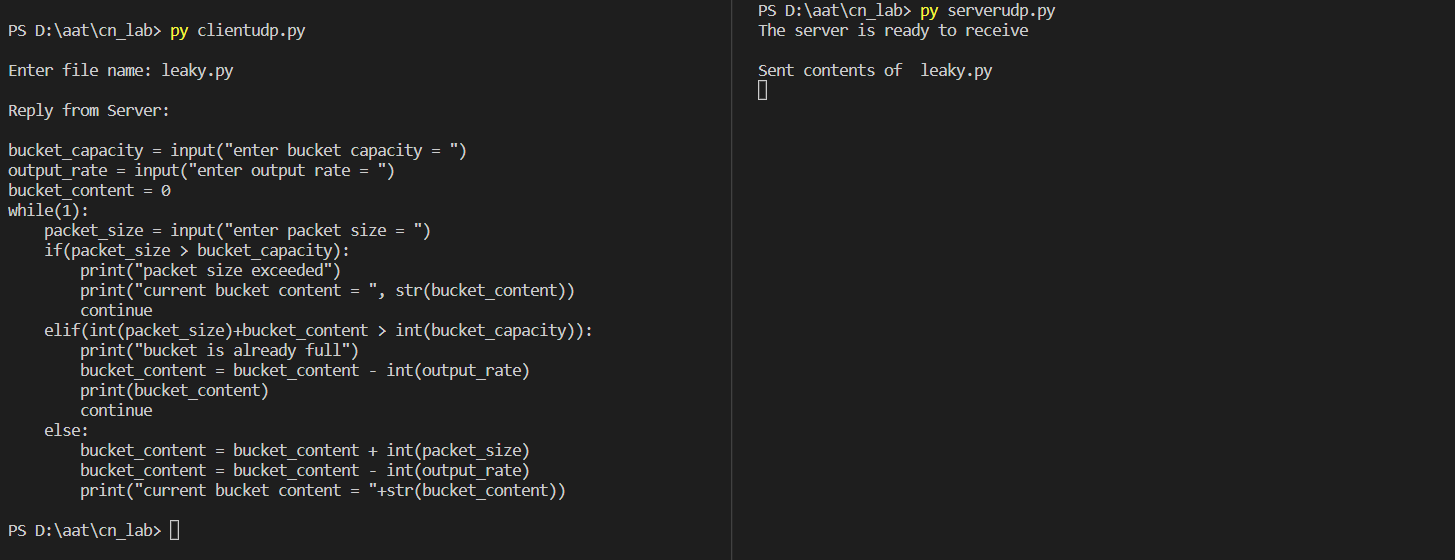 PS D:\aat\cn_lab> py clientudp.py
Enter file name: leaky.py
Reply from Server:
bucket_capacity = input("enter bucket capacity = ")
output_rate = input("enter output rate = ")
bucket_content = 0
while(1):
    packet_size = input("enter packet size = ")
    if(packet_size > bucket_capacity):
        print("packet size exceeded")
        print("current bucket content = ", str(bucket_content))
        continue
    elif(int(packet_size)+bucket_content > int(bucket_capacity)):
        print("bucket is already full")
        bucket_content = bucket_content - int(output_rate)
        print(bucket_content)
        continue
    else:
        bucket_content = bucket_content + int(packet_size)
        bucket_content = bucket_content - int(output_rate)
        print("current bucket content = "+str(bucket_content))
PS D:\aat\cn_lab>
PS D:\aat\cn_lab> py serverudp.py
The server is ready to receive
Sent contents of  leaky.py